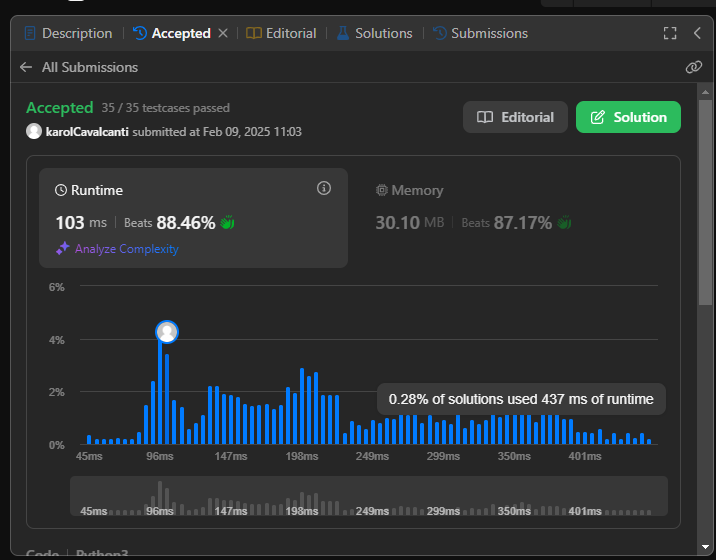 Description Accepted Editorial Solutions Submissions
All Submissions
Accepted 35 / 35 testcases passed
karolCavalcanti submitted at Feb 09, 2025 11:03
Editorial
Solution
Runtime
103 ms Beats 88.46%
Analyze Complexity
Memory
30.10 MB Beats 87.17%
6%
4%
2%
0%
0.28% of solutions used 437 ms of runtime
45ms 96ms 147ms 198ms 249ms 299ms 350ms 401ms
45ms 96ms 147ms 198ms 249ms 299ms 350ms 401ms
Code Python3